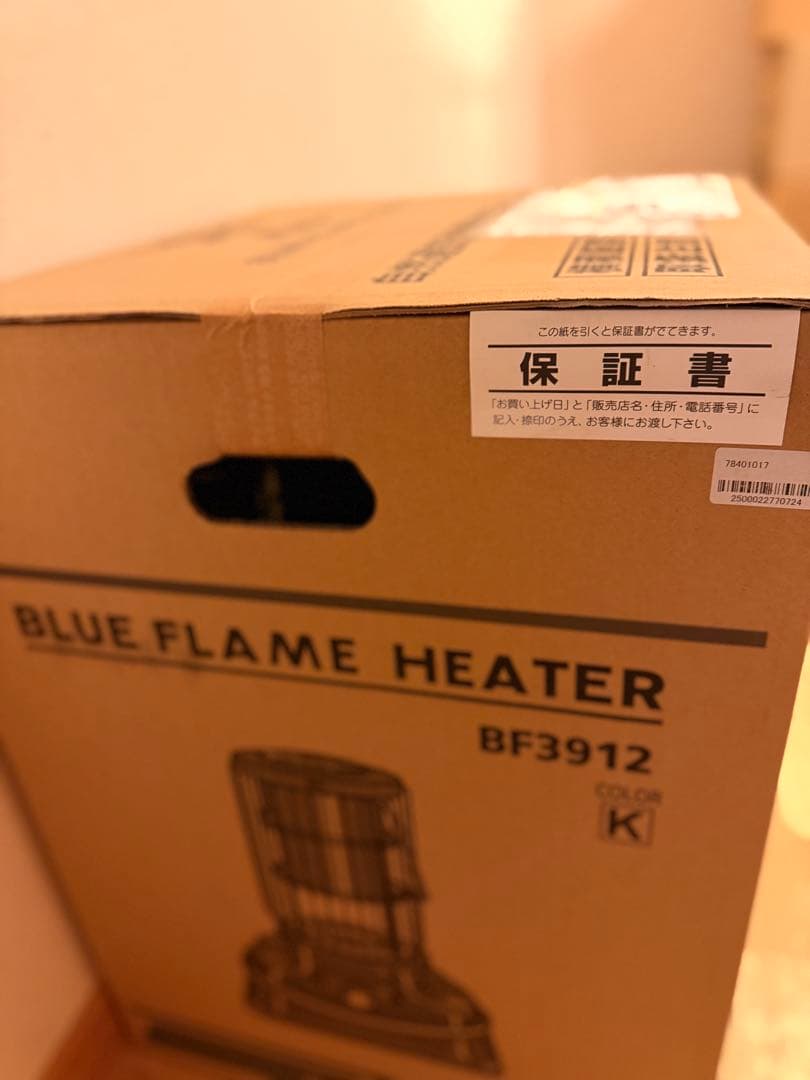 この紙を引くと保証書がでてきます。
保証書
「お買い上げ日」と「販売店名・住所・電話番号」に
記入・捺印のうえ、お客様にお渡し下さい。
78401017
2500022770724
BLUE FLAME HEATER
BF3912
COLOR
K